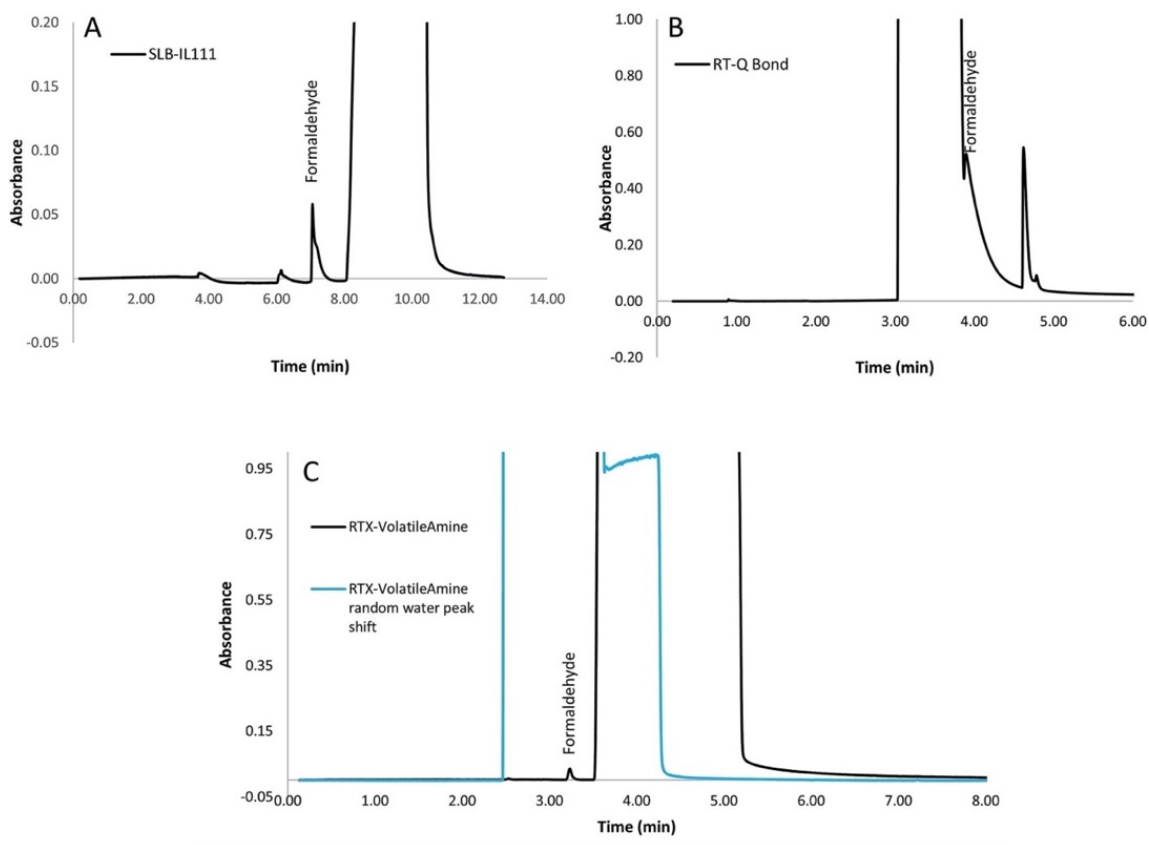 A
SLB-IL111
Formaldehyde
Absorbance
0.20
0.15
0.10
0.05
0.00
-0.05
0.00 2.00 4.00 6.00 8.00 10.00 12.00 14.00
Time (min)
B
RT-Q Bond
Formaldehyde
Absorbance
1.00
0.80
0.60
0.40
0.20
0.00
-0.20
0.00 1.00 2.00 3.00 4.00 5.00 6.00
Time (min)
C
RTX-VolatileAmine
RTX-VolatileAmine
random water peak
shift
Formaldehyde
Absorbance
0.95
0.75
0.55
0.35
0.15
-0.05
0.00 1.00 2.00 3.00 4.00 5.00 6.00 7.00 8.00
Time (min)